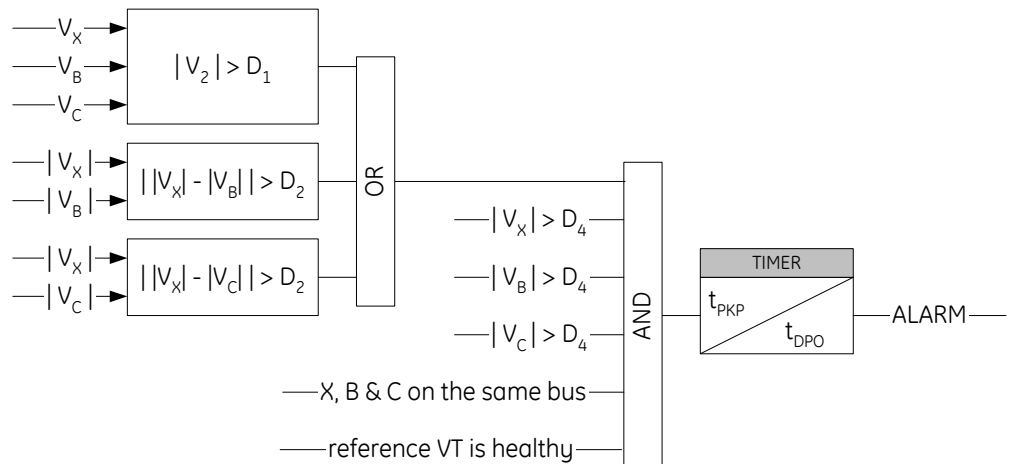 V_X
V_B
V_C
| V_2 | > D_1
| V_X |
| V_B |
| |V_X| - |V_B| | > D_2
| V_X |
| V_C |
| |V_X| - |V_C| | > D_2
OR
| V_X | > D_4
| V_B | > D_4
| V_C | > D_4
X, B & C on the same bus
reference VT is healthy
AND
TIMER
t_PKP
t_DPO
ALARM